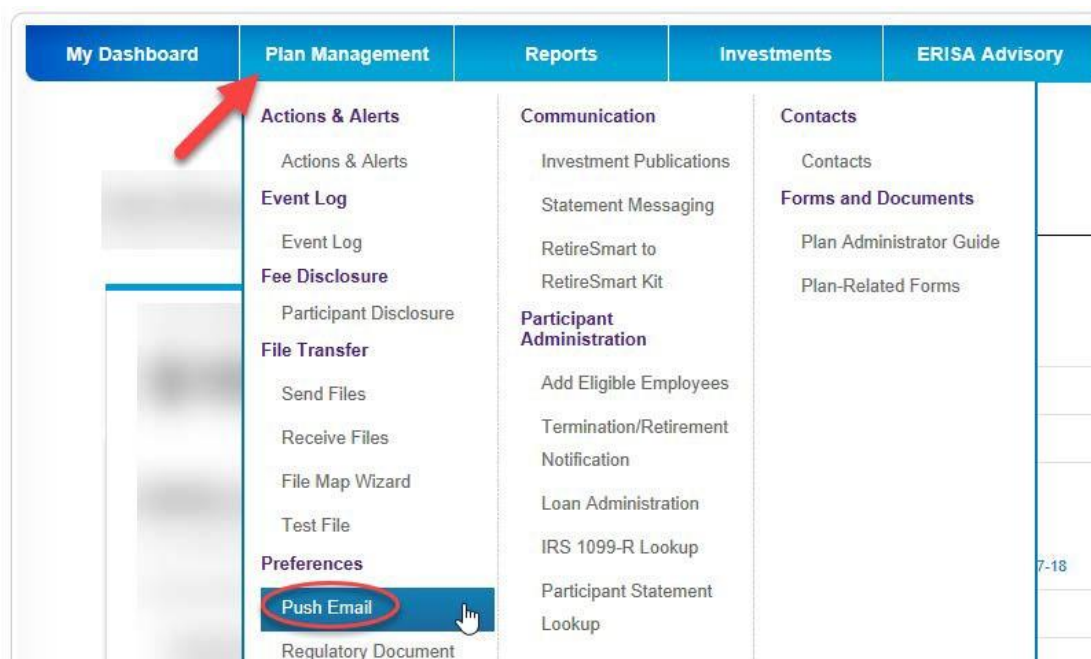 My Dashboard
Plan Management
Reports
Investments
ERISA Advisory
Actions & Alerts
Actions & Alerts
Event Log
Event Log
Fee Disclosure
Participant Disclosure
File Transfer
Send Files
Receive Files
File Map Wizard
Test File
Preferences
Push Email
Regulatory Document
Communication
Investment Publications
Statement Messaging
RetireSmart to
RetireSmart Kit
Participant
Administration
Add Eligible Employees
Termination/Retirement
Notification
Loan Administration
IRS 1099-R Lookup
Participant Statement
Lookup
Contacts
Contacts
Forms and Documents
Plan Administrator Guide
Plan-Related Forms
7-18